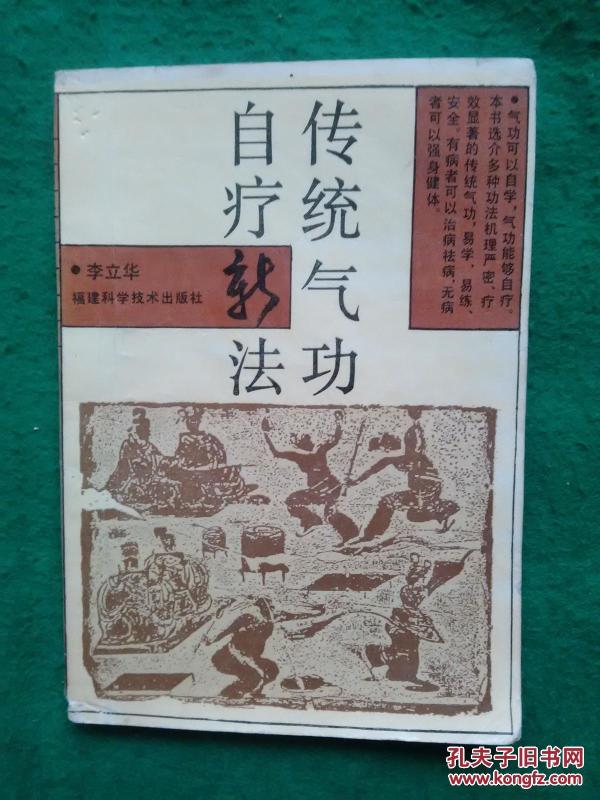 传统气功
自疗新法
●气功可以自学，气功能够自疗。
本书选介多种功法机理严密、疗
效显著的传统气功，易学、易练、
安全。有病者可以治病祛病，无病
者可以强身健体。
●李立华
福建科学技术出版社
孔夫子旧书网
www.kongfz.com